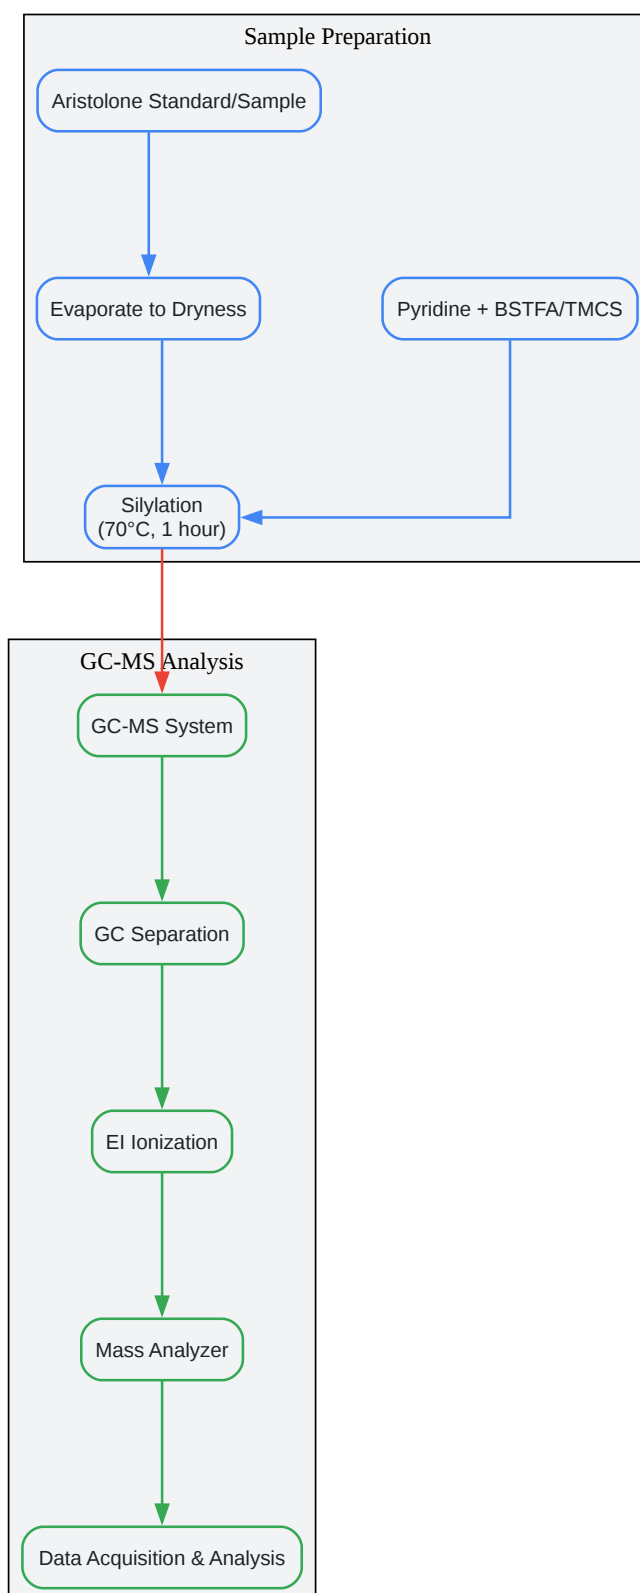 Sample Preparation
Aristolone Standard/Sample
Evaporate to Dryness
Pyridine + BSTFA/TMCS
Silylation
(70°C, 1 hour)
GC-MS Analysis
GC-MS System
GC Separation
EI Ionization
Mass Analyzer
Data Acquisition & Analysis